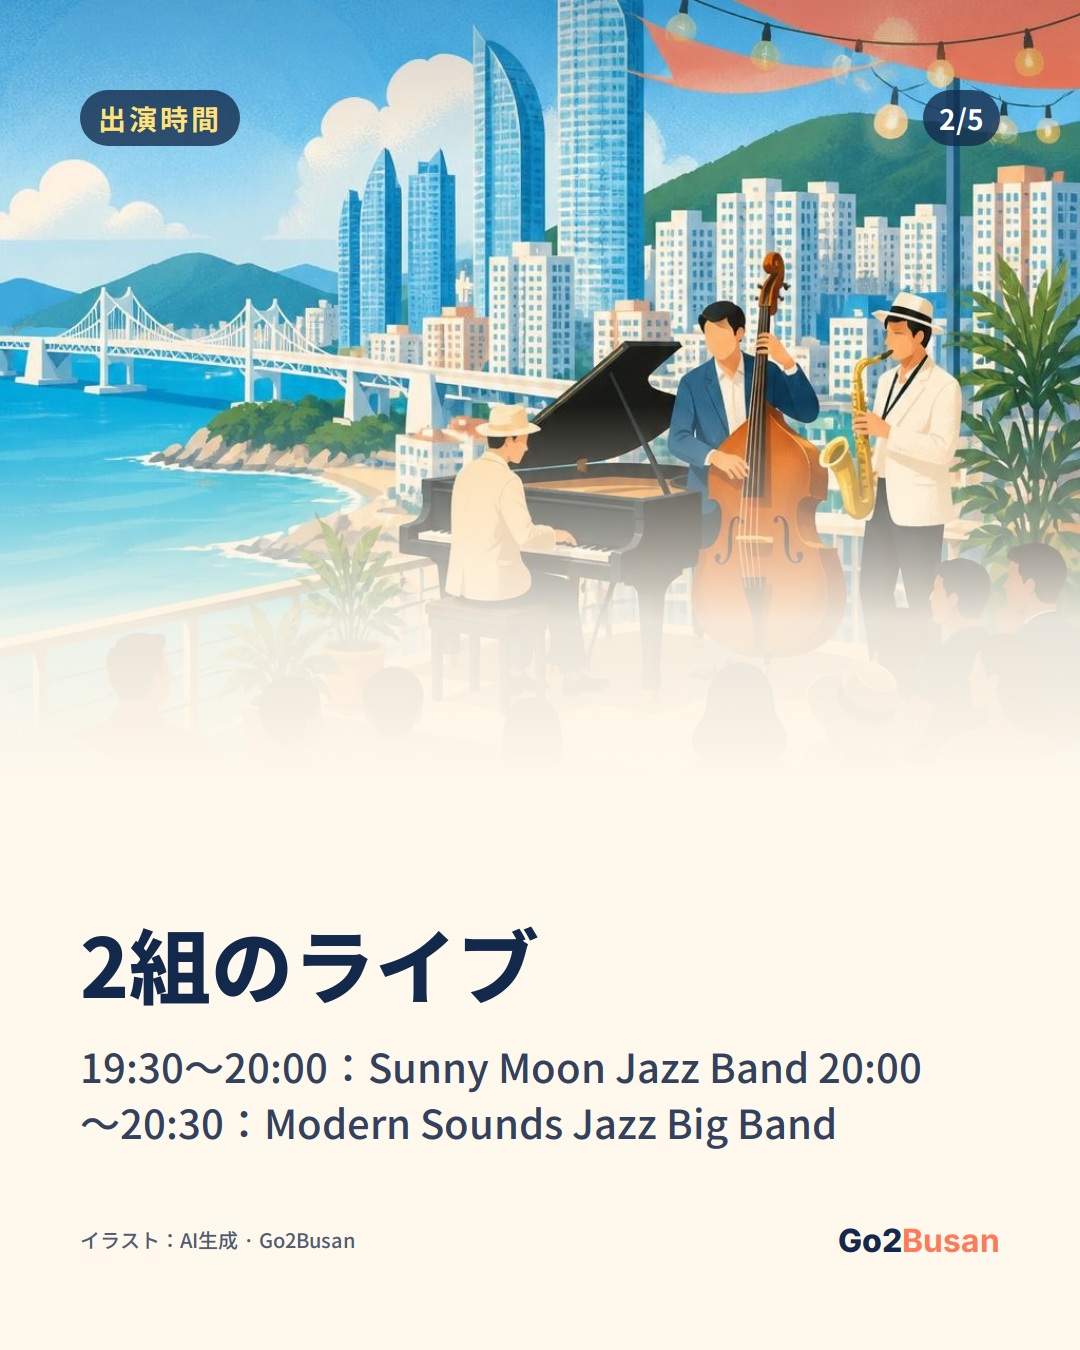 出演時間
2/5
2組のライブ
19:30～20:00：Sunny Moon Jazz Band 20:00
～20:30：Modern Sounds Jazz Big Band
イラスト：AI生成 · Go2Busan
Go2Busan